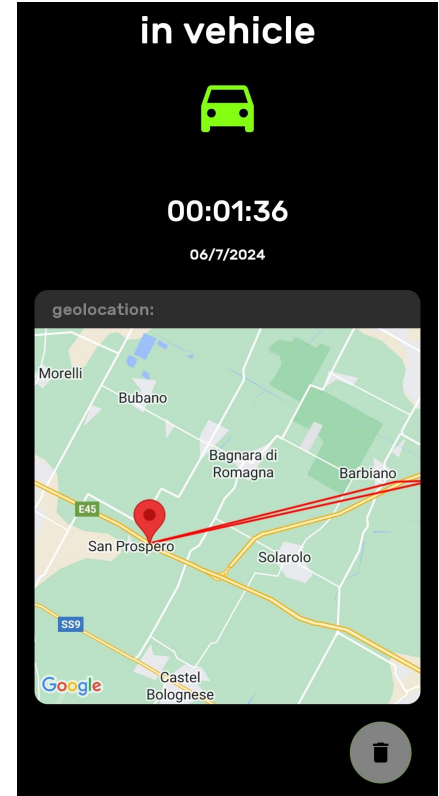 in vehicle
00:01:36
06/7/2024
geolocation:
Morelli
Bubano
Bagnara di
Romagna
Barbiano
E45
San Prospero
Solarolo
SS9
Castel
Bolognese
Google